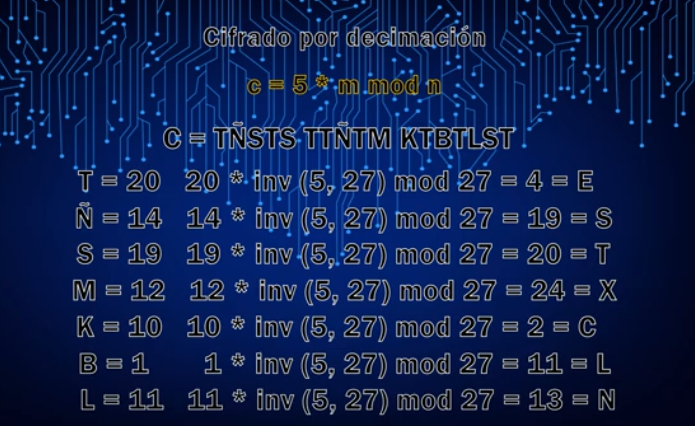 Cifrado por decimación
c = 5 * m mod n
C = TÑSTS TTÑTM KTBTLST
T = 20 20 * inv (5, 27) mod 27 = 4 = E
Ñ = 14 14 * inv (5, 27) mod 27 = 19 = S
S = 19 19 * inv (5, 27) mod 27 = 20 = T
M = 12 12 * inv (5, 27) mod 27 = 24 = X
K = 10 10 * inv (5, 27) mod 27 = 2 = C
B = 1 1 * inv (5, 27) mod 27 = 11 = L
L = 11 11 * inv (5, 27) mod 27 = 13 = N